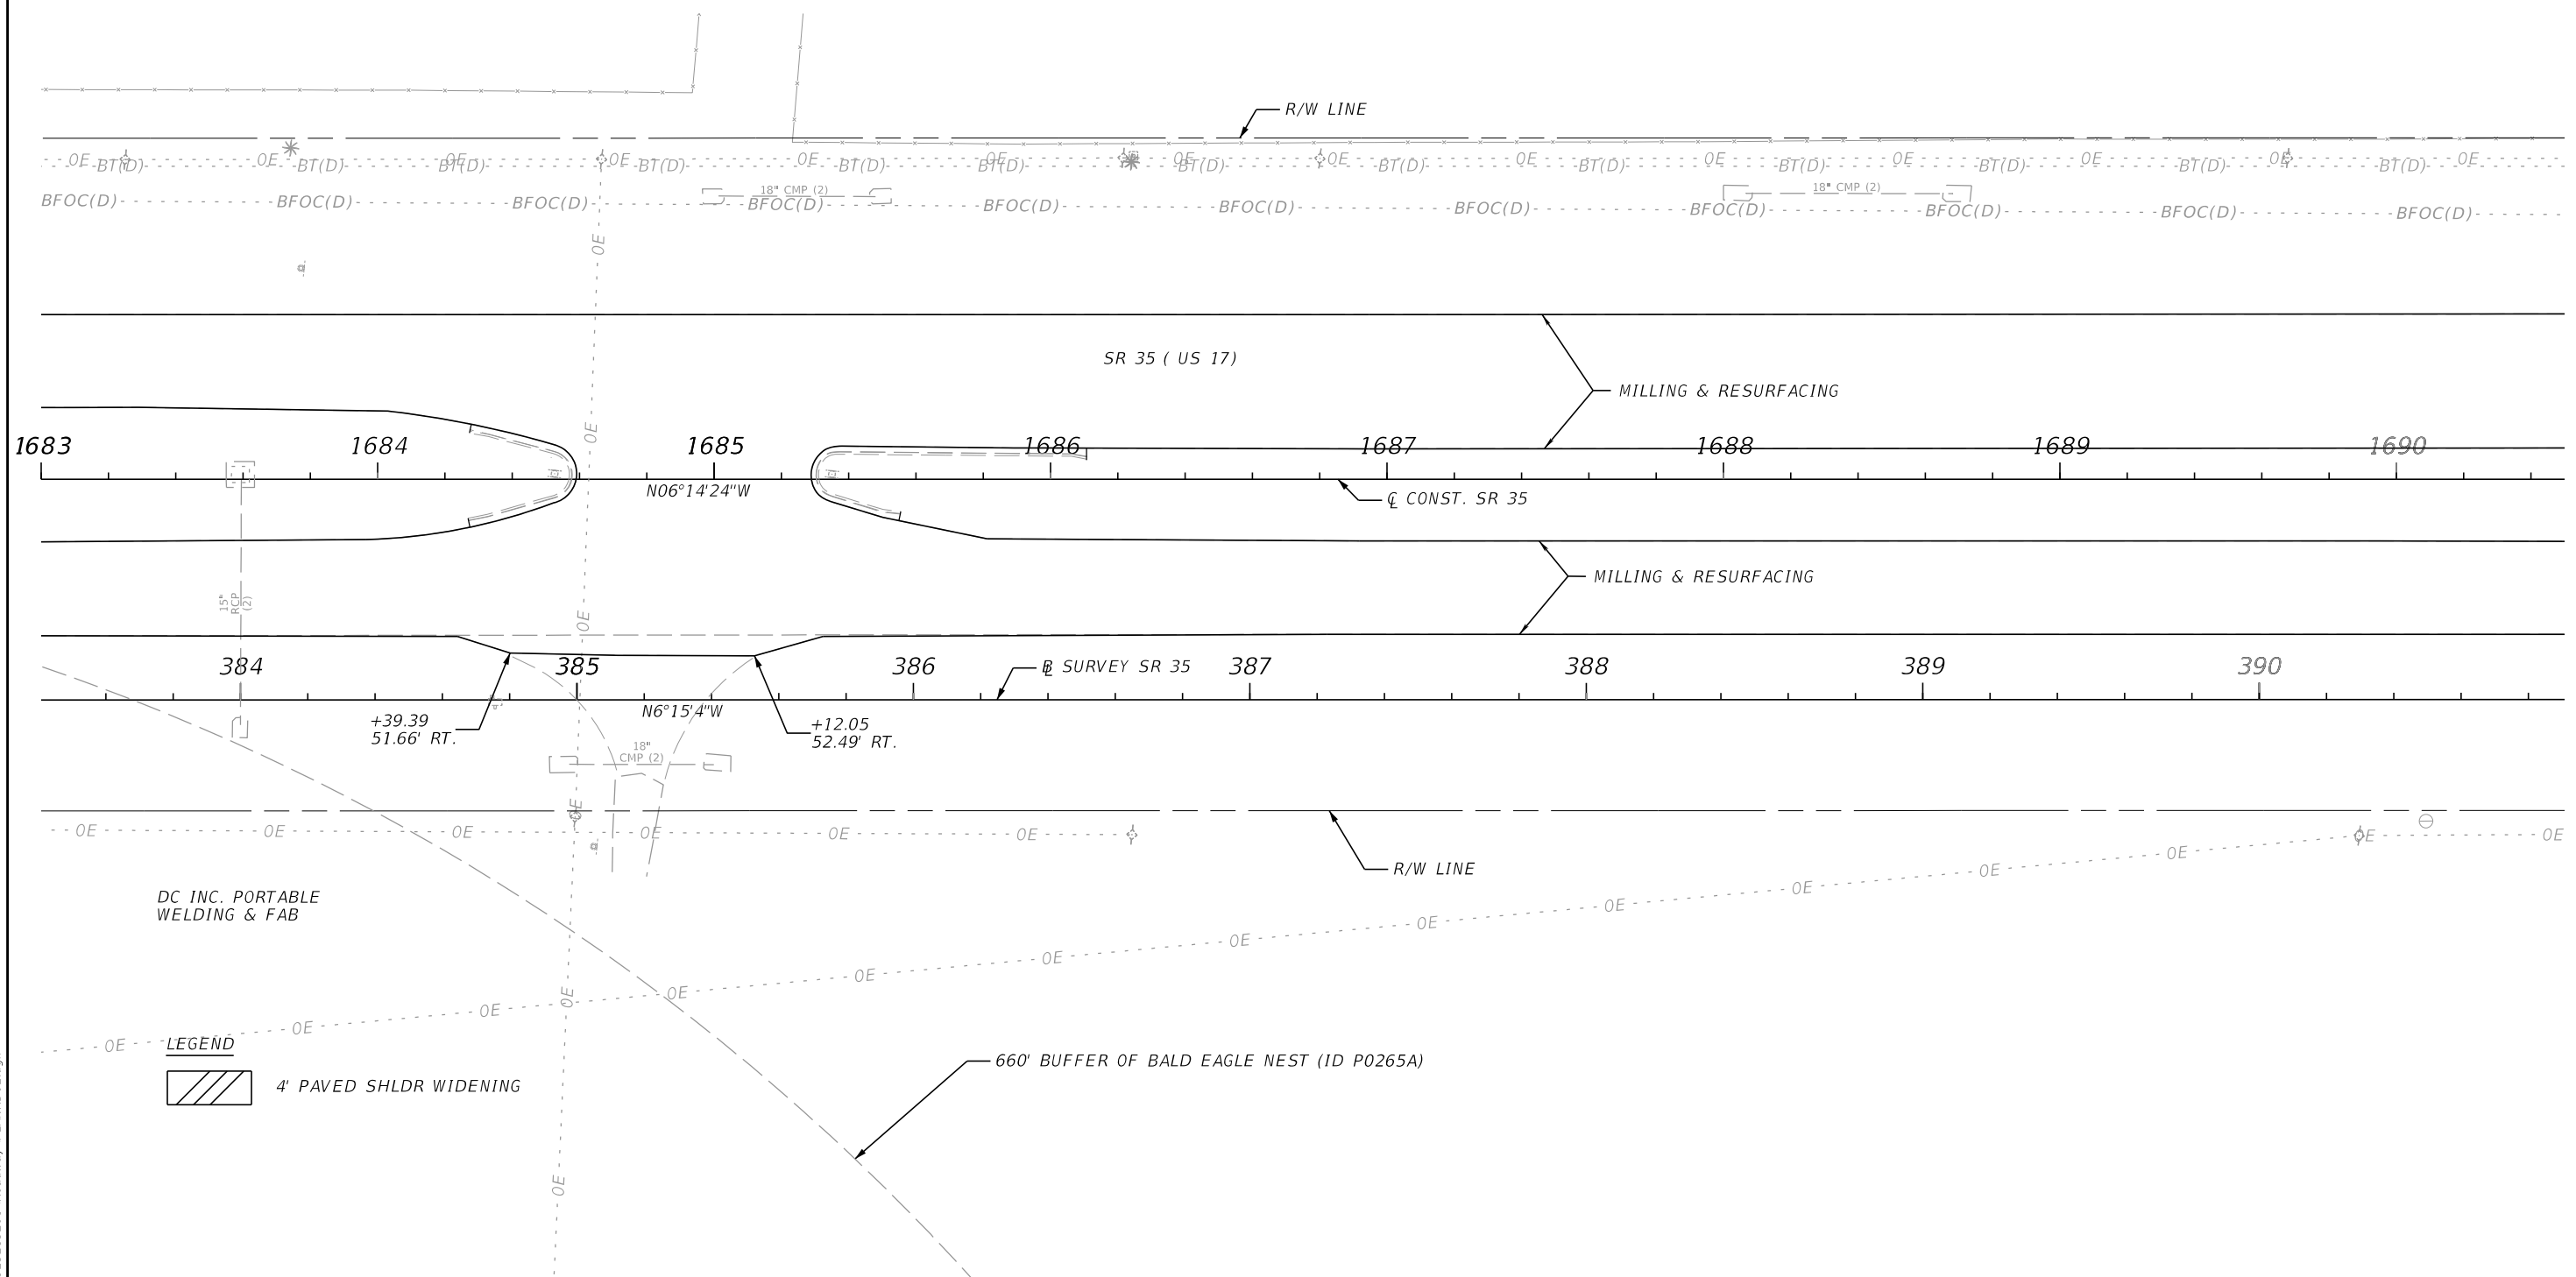 R/W LINE
OE OE OE OE OE OE OE OE OE OE OE OE OE
BT(D) BT(D) BT(D) BT(D) BT(D) BT(D) BT(D) BT(D) BT(D) BT(D) BT(D) BT(D)
18" CMP (2) 18" CMP (2)
BFOC(D) BFOC(D) BFOC(D) BFOC(D) BFOC(D) BFOC(D) BFOC(D) BFOC(D) BFOC(D) BFOC(D) BFOC(D)
OE
SR 35 ( US 17)
MILLING & RESURFACING
OE
1683 1684 1685 1686 1687 1688 1689 1690
N06°14'24"W
℄ CONST. SR 35
MILLING & RESURFACING
15"
RCP
(2)
OE
384 385 386 387 388 389 390
B͟L SURVEY SR 35
N6°15'4"W
+39.39
51.66' RT.
+12.05
52.49' RT.
18"
CMP (2)
OE
OE OE OE OE OE OE OE OE
R/W LINE
DC INC. PORTABLE
WELDING & FAB
OE OE OE OE OE OE OE OE OE OE OE OE
OE
LEGEND
4' PAVED SHLDR WIDENING
660' BUFFER OF BALD EAGLE NEST (ID P0265A)
OE